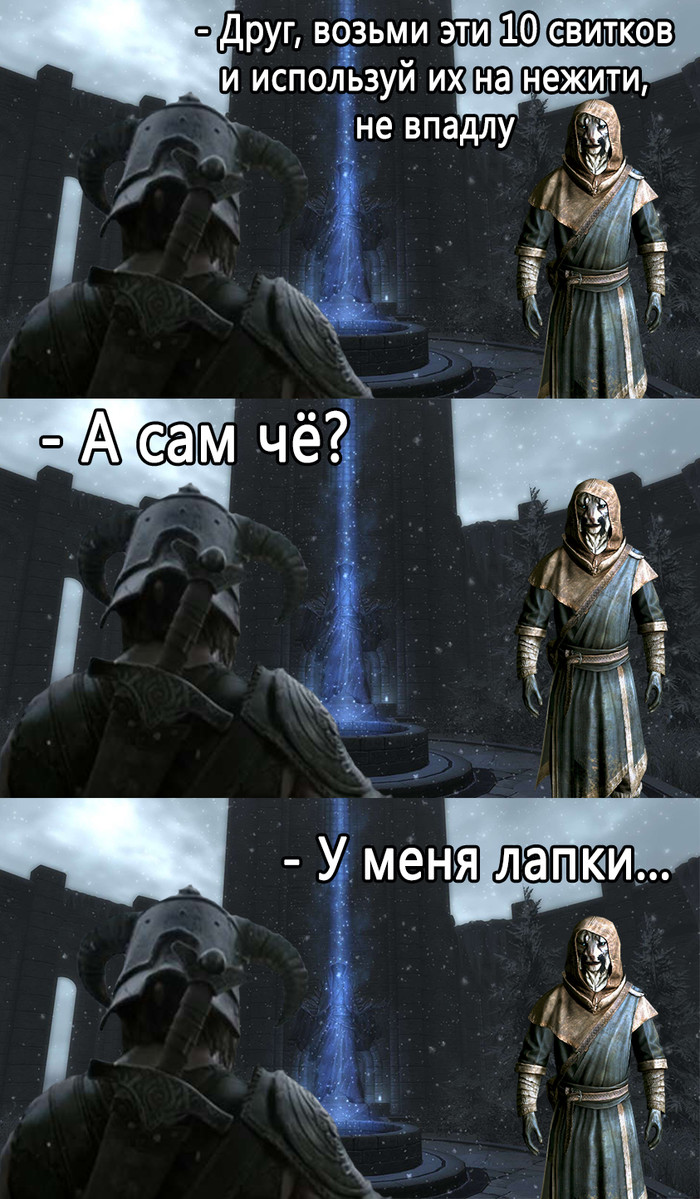 - Друг, возьми эти 10 свитков
и используй их на нежити,
не впадлу
- А сам чё?
- У меня лапки...